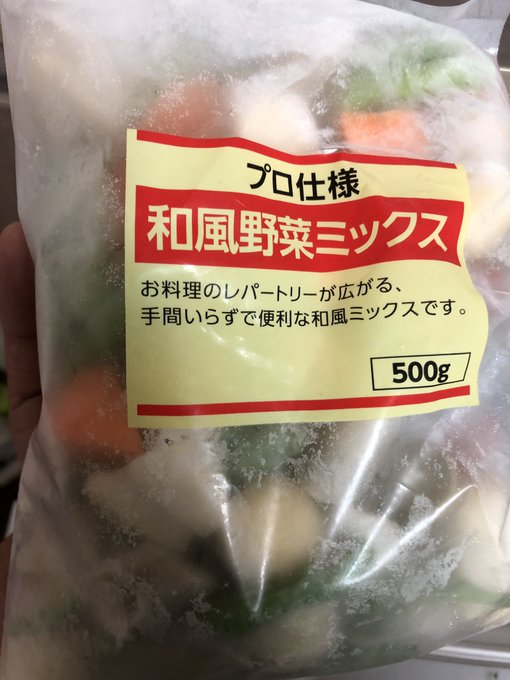 プロ仕様
和風野菜ミックス
お料理のレパートリーが広がる、
手間いらずで便利な和風ミックスです。
500g